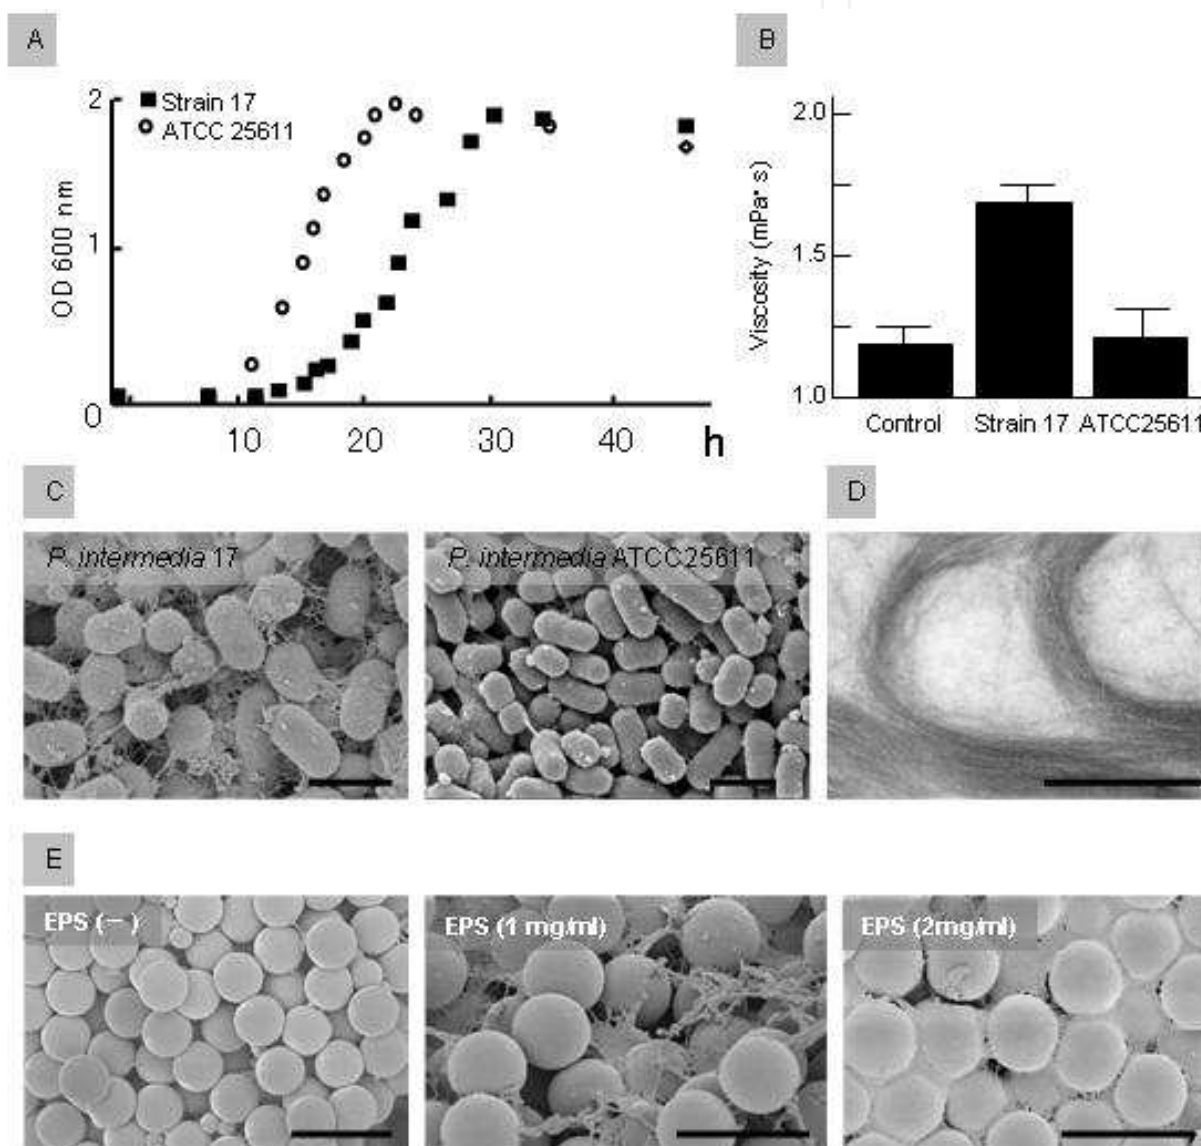 A
B
Strain 17
ATCC 25611
OD 600 nm
2
1
0
10 20 30 40 h
Viscosity (mPa• s)
2.0
1.5
1.0
Control Strain 17 ATCC25611
C
D
P. intermedia 17
P. intermedia ATCC25611
E
EPS (−)
EPS (1 mg/ml)
EPS (2mg/ml)